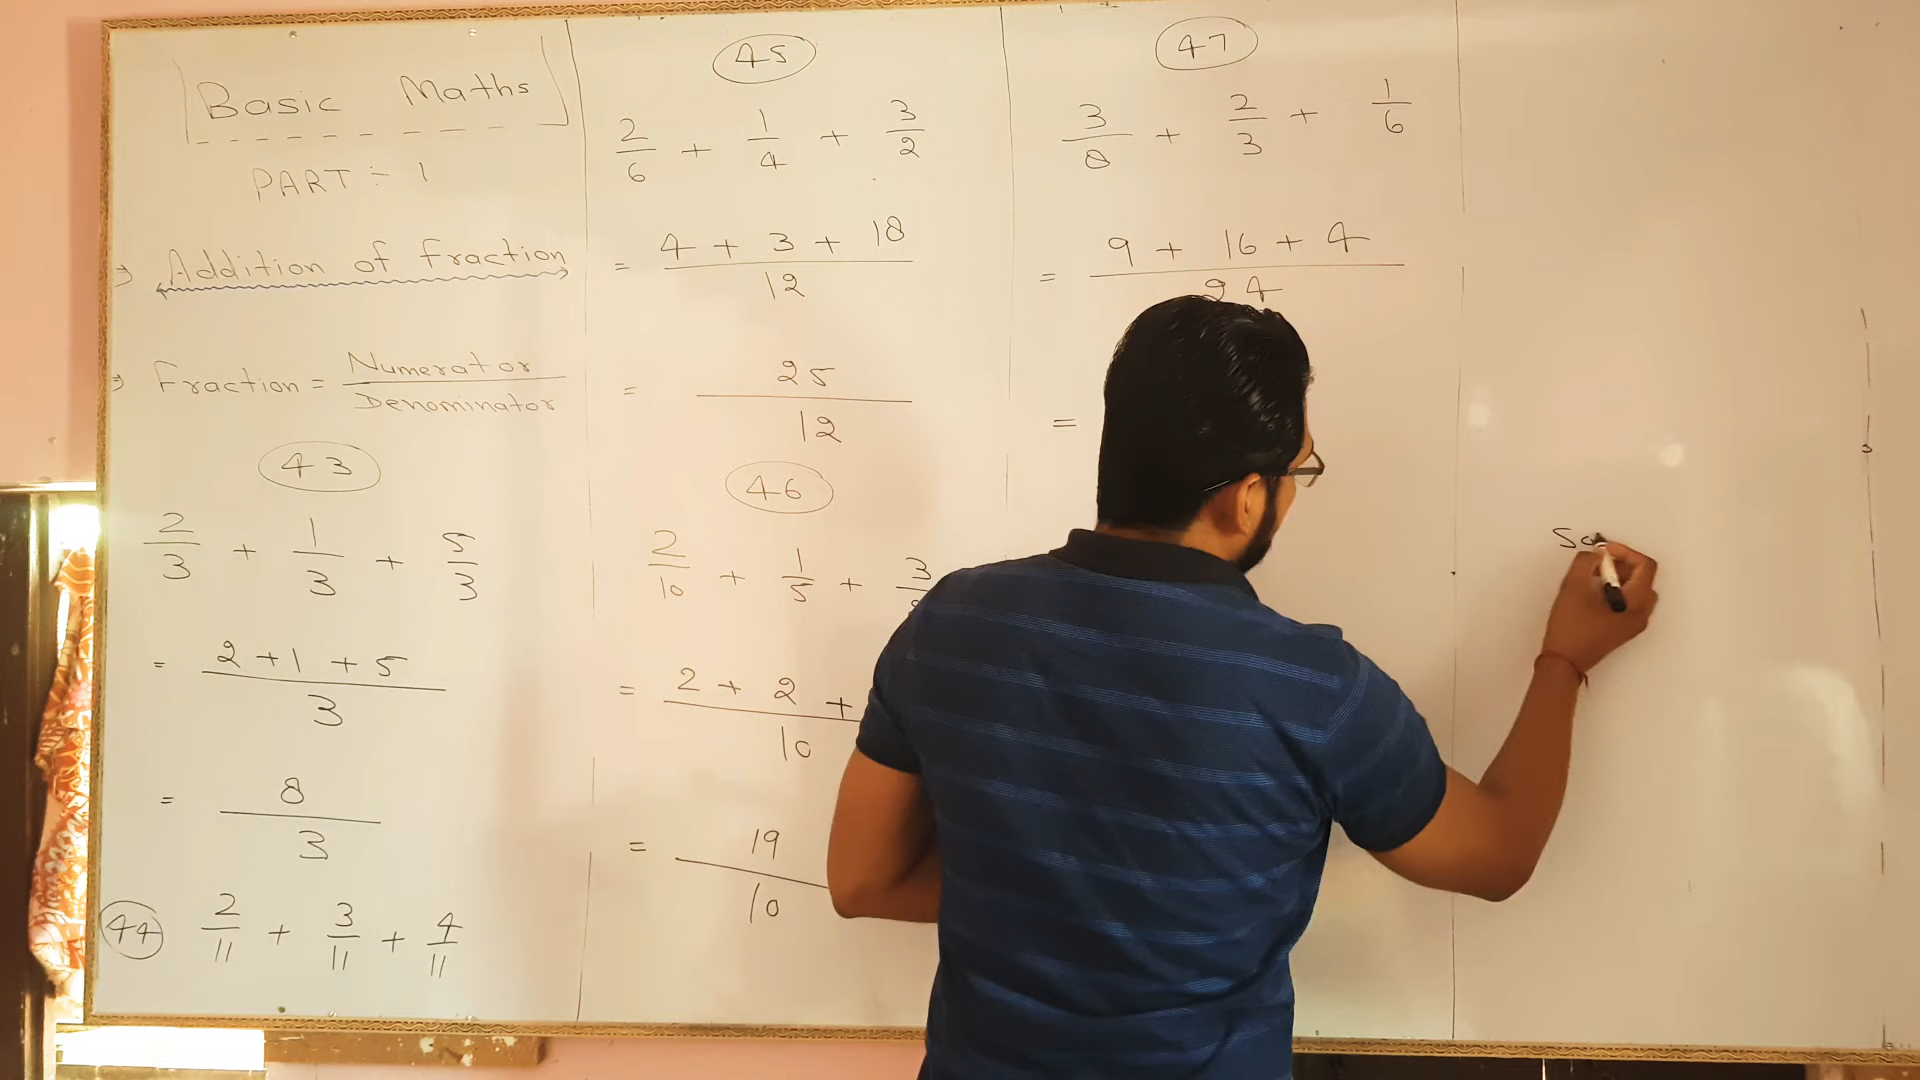 Basic Maths
PART :- 1
⇒ Addition of Fraction
⇒ Fraction = Numerator / Denominator
43
2/3 + 1/3 + 5/3
= (2 + 1 + 5) / 3
= 8 / 3
44 2/11 + 3/11 + 4/11
45
2/6 + 1/4 + 3/2
= (4 + 3 + 18) / 12
= 25 / 12
46
2/10 + 1/5 + 3/
= 2 + 2 + / 10
= 19 / 10
47
3/8 + 2/3 + 1/6
= (9 + 16 + 4) / 24
=